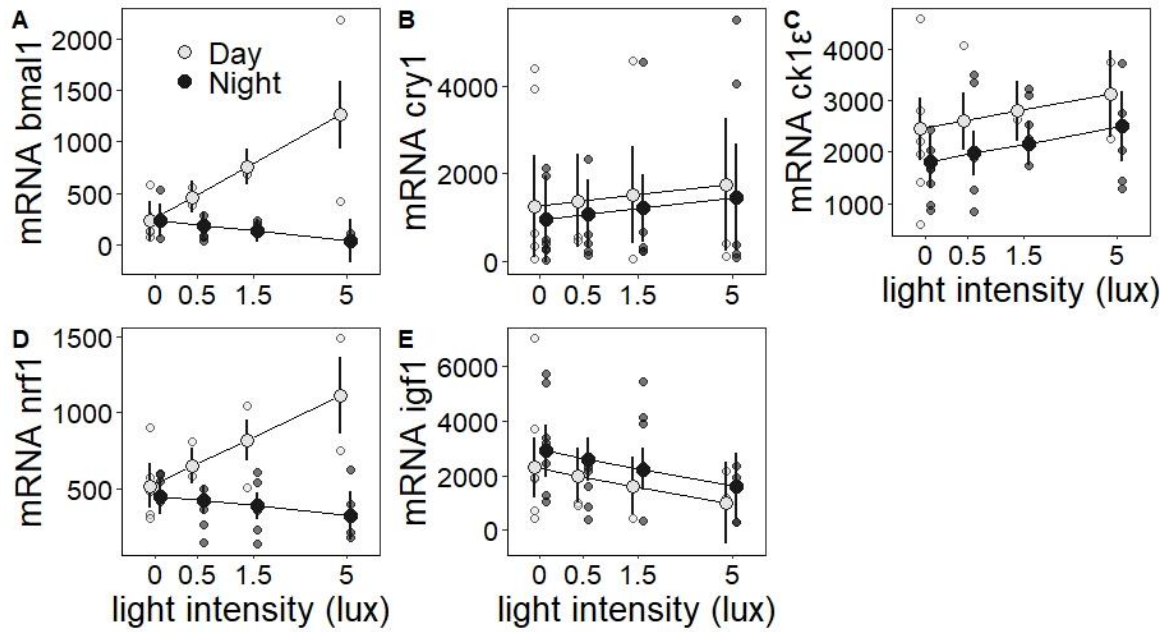 A
mRNA bmal1
2000
1500
1000
500
0
Day
Night
0 0.5 1.5 5
B
mRNA cry1
4000
2000
0
0 0.5 1.5 5
C
mRNA ck1ε
4000
3000
2000
1000
0 0.5 1.5 5
light intensity (lux)
D
mRNA nrf1
1500
1000
500
0 0.5 1.5 5
light intensity (lux)
E
mRNA igf1
6000
4000
2000
0
0 0.5 1.5 5
light intensity (lux)